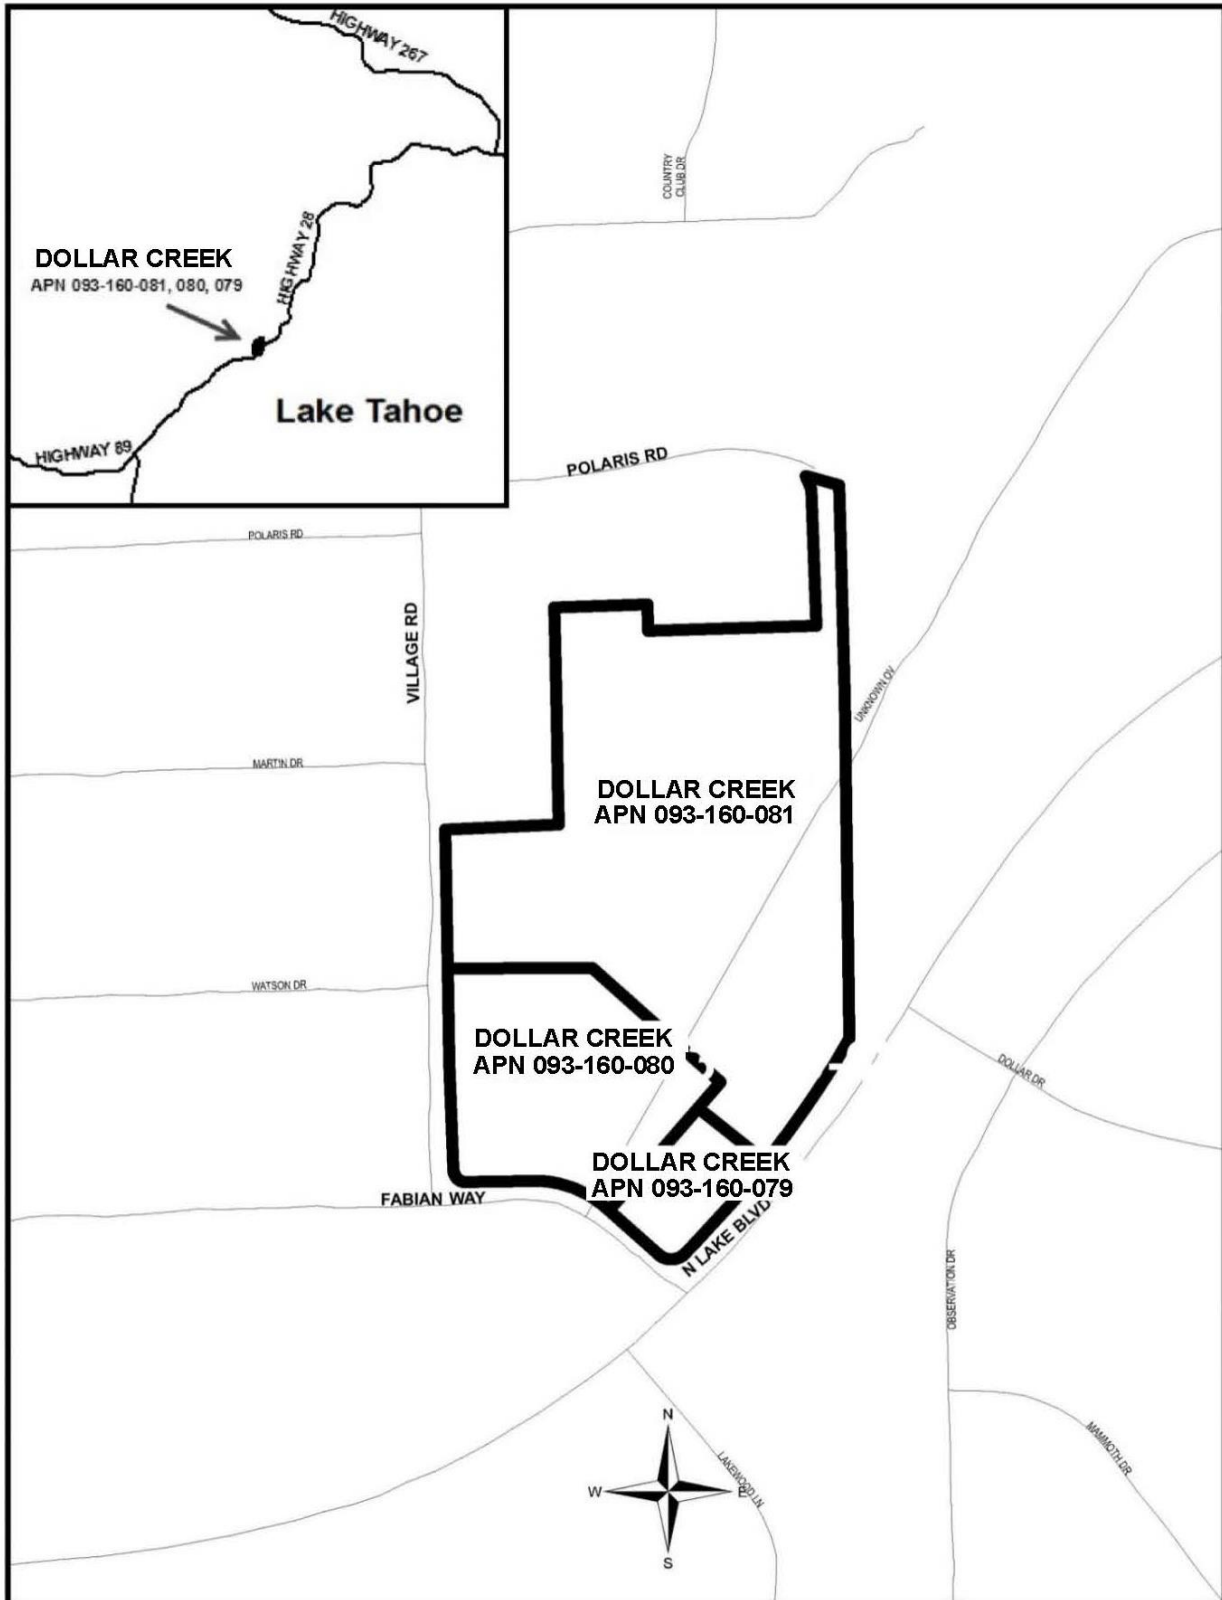 HIGHWAY 267
HIGHWAY 28
DOLLAR CREEK
APN 093-160-081, 080, 079
Lake Tahoe
HIGHWAY 89
COUNTRY
CLUB DR
POLARIS RD
POLARIS RD
VILLAGE RD
UNKNOWN DV
MARTIN DR
DOLLAR CREEK
APN 093-160-081
WATSON DR
DOLLAR CREEK
APN 093-160-080
DOLLAR DR
DOLLAR CREEK
APN 093-160-079
FABIAN WAY
N LAKE BLVD
OBSERVATION DR
N
W
E
S
LAKEWOOD LN
MAMMOTH DR